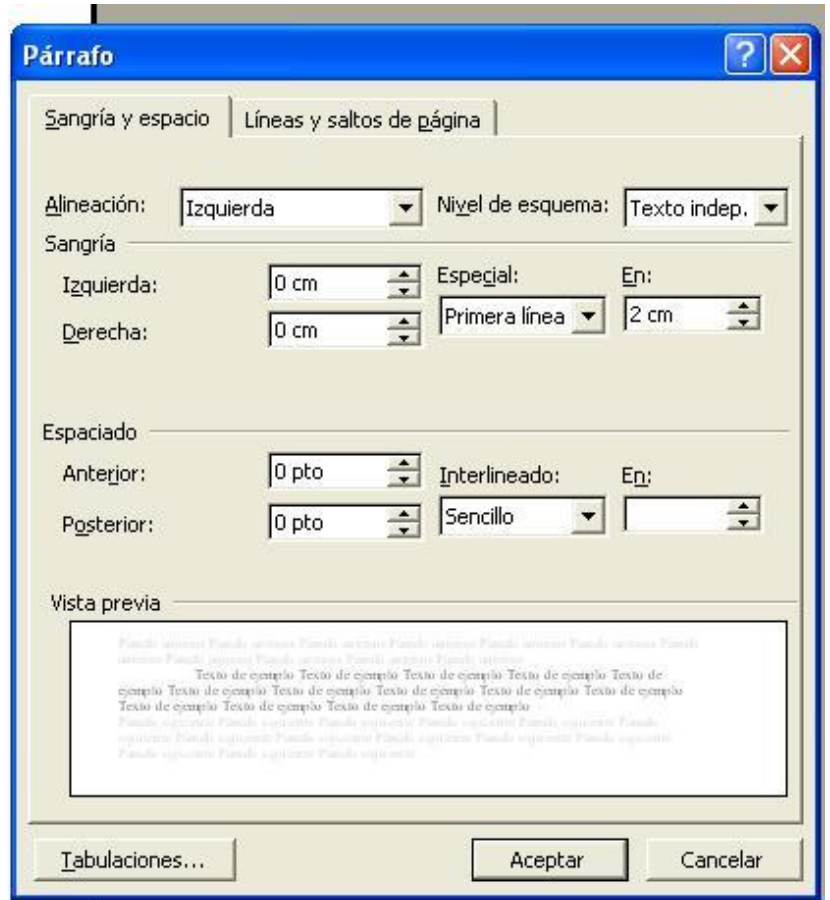 Párrafo
Sangría y espacio Líneas y saltos de página
Alineación: Izquierda Nivel de esquema: Texto indep.
Sangría
Izquierda: 0 cm Especial: En:
Derecha: 0 cm Primera línea 2 cm
Espaciado
Anterior: 0 pto Interlineado: En:
Posterior: 0 pto Sencillo
Vista previa
Texto de ejemplo Texto de ejemplo Texto de ejemplo Texto de ejemplo Texto de
ejemplo Texto de ejemplo Texto de ejemplo Texto de ejemplo Texto de ejemplo Texto de ejemplo
Texto de ejemplo Texto de ejemplo Texto de ejemplo Texto de ejemplo
Tabulaciones... Aceptar Cancelar